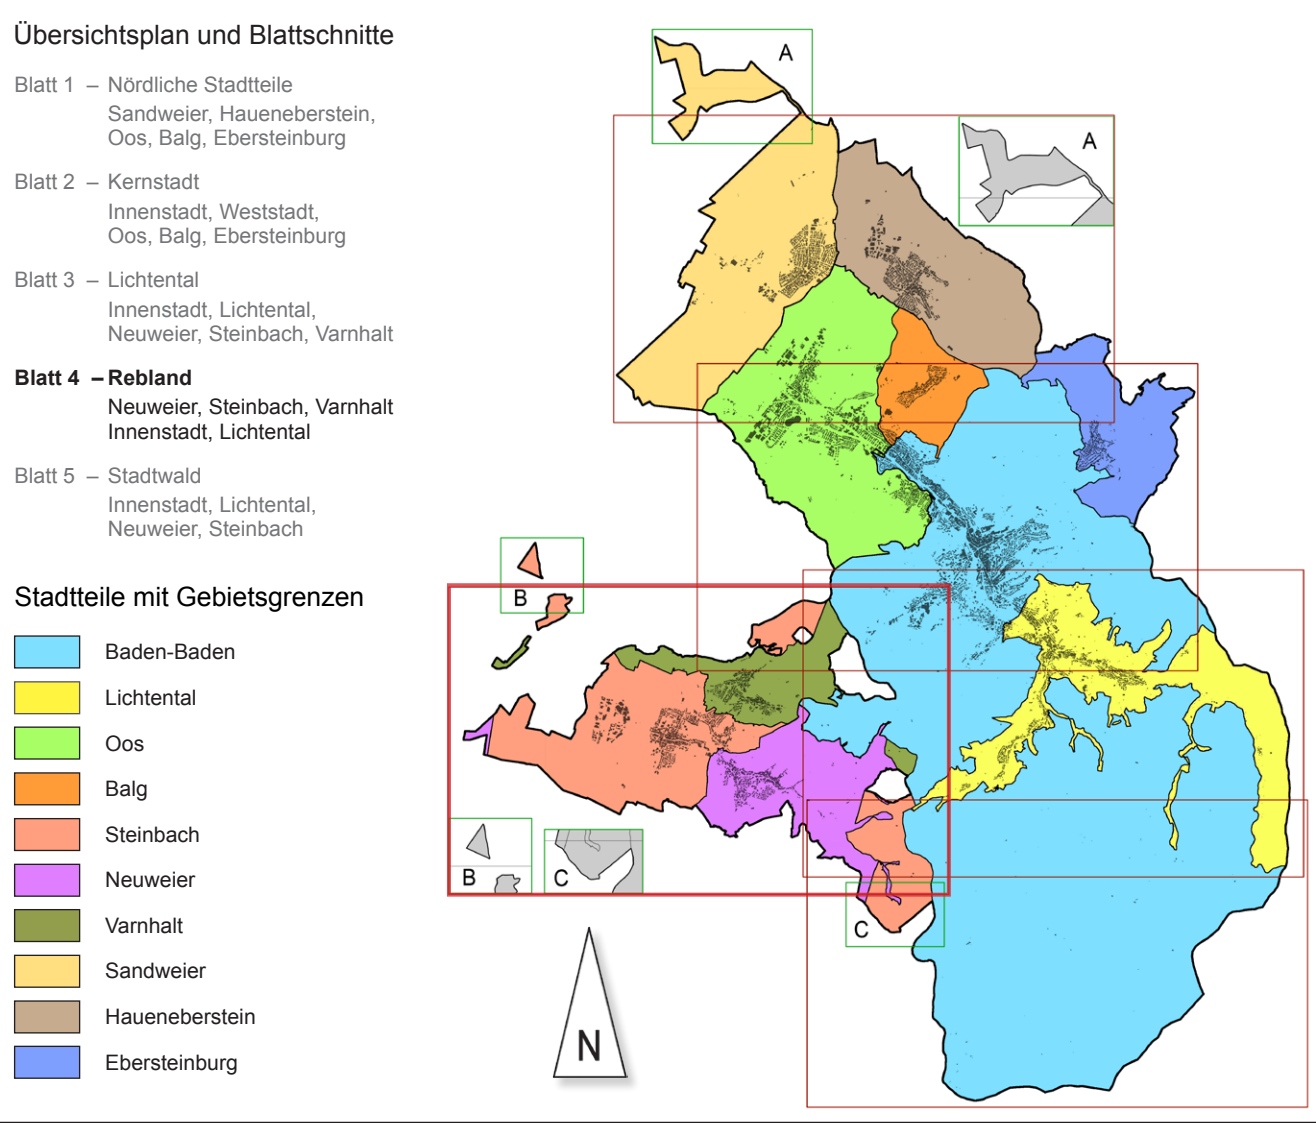 Übersichtsplan und Blattschnitte
Blatt 1 – Nördliche Stadtteile
Sandweier, Haueneberstein,
Oos, Balg, Ebersteinburg
Blatt 2 – Kernstadt
Innenstadt, Weststadt,
Oos, Balg, Ebersteinburg
Blatt 3 – Lichtental
Innenstadt, Lichtental,
Neuweier, Steinbach, Varnhalt
Blatt 4 – Rebland
Neuweier, Steinbach, Varnhalt
Innenstadt, Lichtental
Blatt 5 – Stadtwald
Innenstadt, Lichtental,
Neuweier, Steinbach
Stadtteile mit Gebietsgrenzen
Baden-Baden
Lichtental
Oos
Balg
Steinbach
Neuweier
Varnhalt
Sandweier
Haueneberstein
Ebersteinburg
A
A
B
B
C
C
N